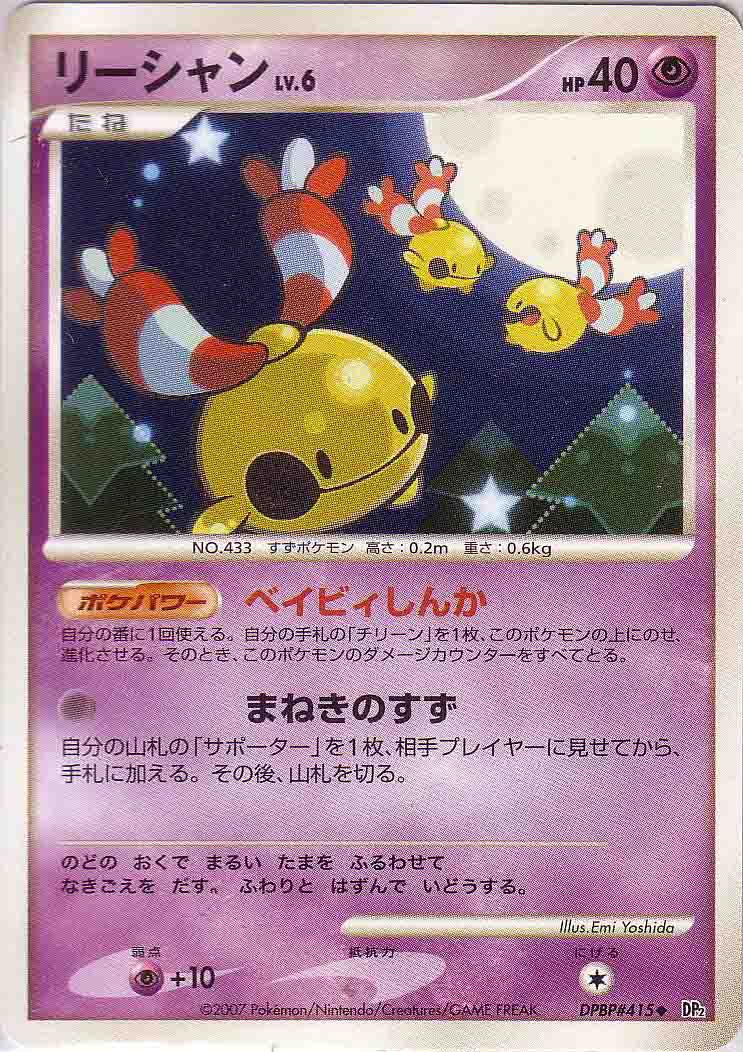 リーシャン LV.6 HP 40
たね
NO.433 すずポケモン 高さ:0.2m 重さ:0.6kg
ポケパワー ベイビィしんか
自分の番に1回使える。自分の手札の「チリーン」を1枚、このポケモンの上にのせ、
進化させる。そのとき、このポケモンのダメージカウンターをすべてとる。
まねきのすず
自分の山札の「サポーター」を1枚、相手プレイヤーに見せてから、
手札に加える。その後、山札を切る。
のどの おくで まるい たまを ふるわせて
なきごえを だす。 ふわりと はずんで いどうする。
Illus.Emi Yoshida
弱点 抵抗力 にげる
+10
©2007 Pokémon/Nintendo/Creatures/GAME FREAK. DPBP#415◆ DP2